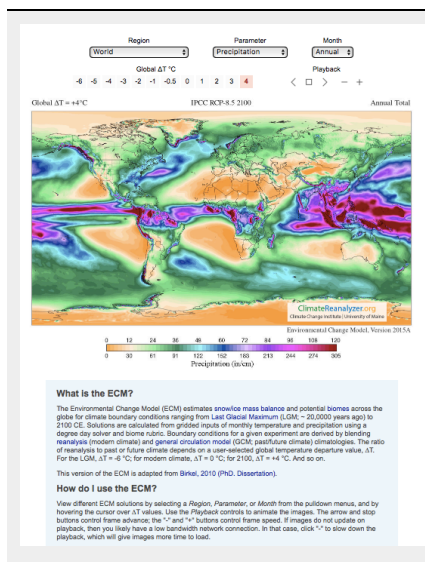 Region Parameter Month
World Precipitation Annual
Global ΔT °C Playback
-6 -5 -4 -3 -2 -1 -0.5 0 1 2 3 4 < □ > − +
Global ΔT = +4°C IPCC RCP-8.5 2100 Annual Total
ClimateReanalyzer.org
Climate Change Institute | University of Maine
Environmental Change Model, Version 2015A
0 12 24 36 48 60 72 84 96 108 120
0 30 61 91 122 152 183 213 244 274 305
Precipitation (in/cm)
What is the ECM?
The Environmental Change Model (ECM) estimates snow/ice mass balance and potential biomes across the
globe for climate boundary conditions ranging from Last Glacial Maximum (LGM; ~ 20,0000 years ago) to
2100 CE. Solutions are calculated from gridded inputs of monthly temperature and precipitation using a
degree day solver and biome rubric. Boundary conditions for a given experiment are derived by blending
reanalysis (modern climate) and general circulation model (GCM; past/future climate) climatologies. The ratio
of reanalysis to past or future climate depends on a user-selected global temperature departure value, ΔT.
For the LGM, ΔT = -6 °C; for modern climate, ΔT = 0 °C; for 2100, ΔT = +4 °C. And so on.
This version of the ECM is adapted from Birkel, 2010 (PhD. Dissertation).
How do I use the ECM?
View different ECM solutions by selecting a Region, Parameter, or Month from the pulldown menus, and by
hovering the cursor over ΔT values. Use the Playback controls to animate the images. The arrow and stop
buttons control frame advance; the "-" and "+" buttons control frame speed. If images do not update on
playback, then you likely have a low bandwidth network connection. In that case, click "-" to slow down the
playback, which will give images more time to load.